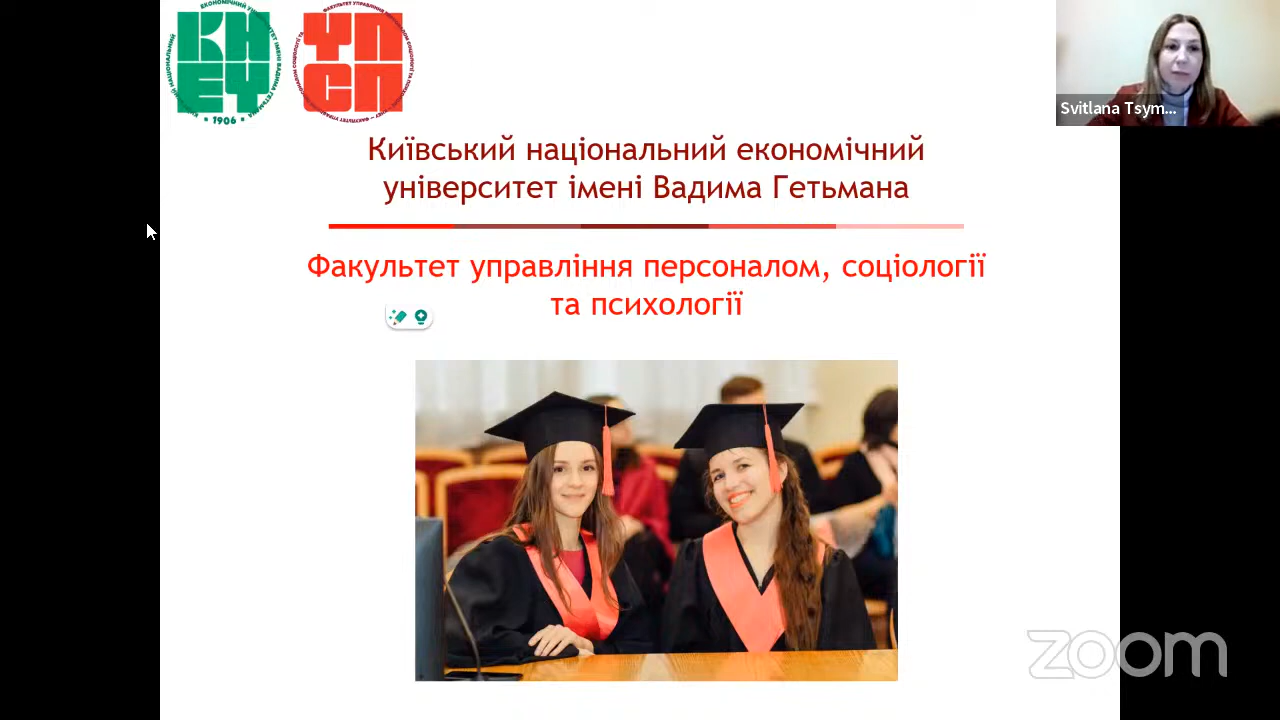 КНЕУ
1906
УПСП
Svitlana Tsym...
Київський національний економічний
університет імені Вадима Гетьмана
Факультет управління персоналом, соціології
та психології
zoom